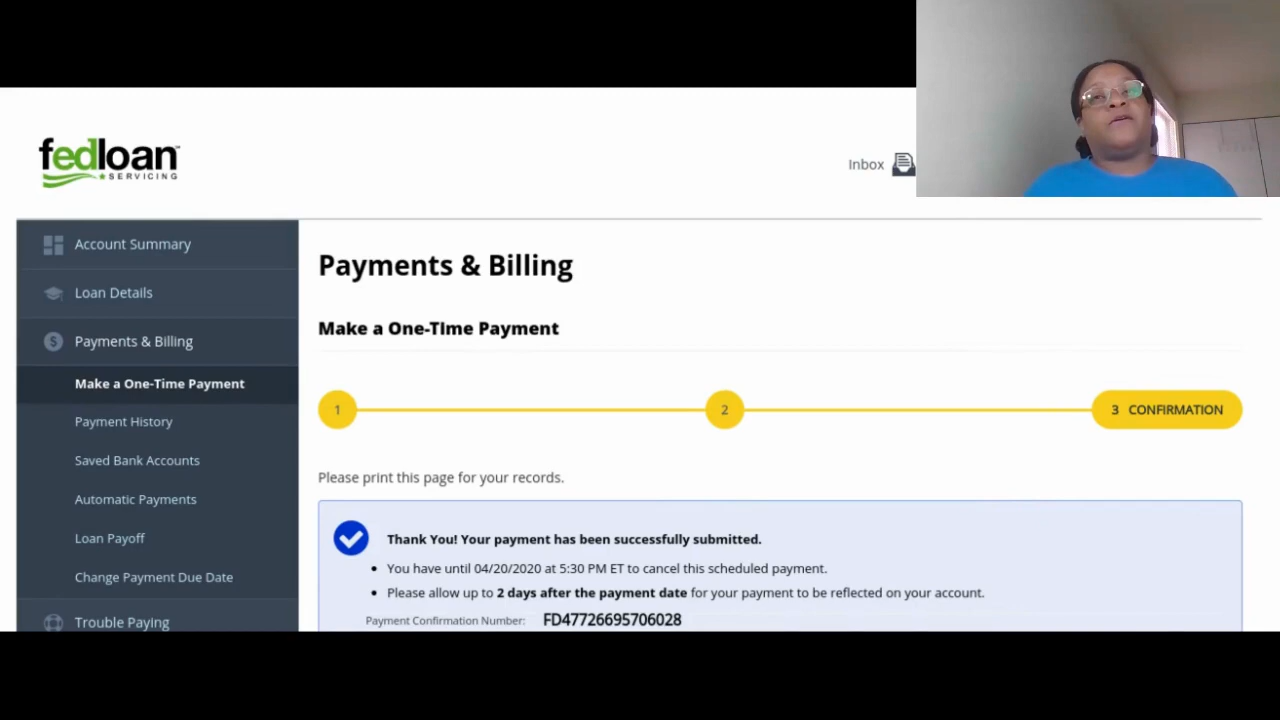 fedloan
SERVICING
Inbox
Account Summary
Loan Details
Payments & Billing
Make a One-Time Payment
Payment History
Saved Bank Accounts
Automatic Payments
Loan Payoff
Change Payment Due Date
Trouble Paying
Payments & Billing
Make a One-TIme Payment
1
2
3 CONFIRMATION
Please print this page for your records.
Thank You! Your payment has been successfully submitted.
• You have until 04/20/2020 at 5:30 PM ET to cancel this scheduled payment.
• Please allow up to 2 days after the payment date for your payment to be reflected on your account.
Payment Confirmation Number: FD47726695706028